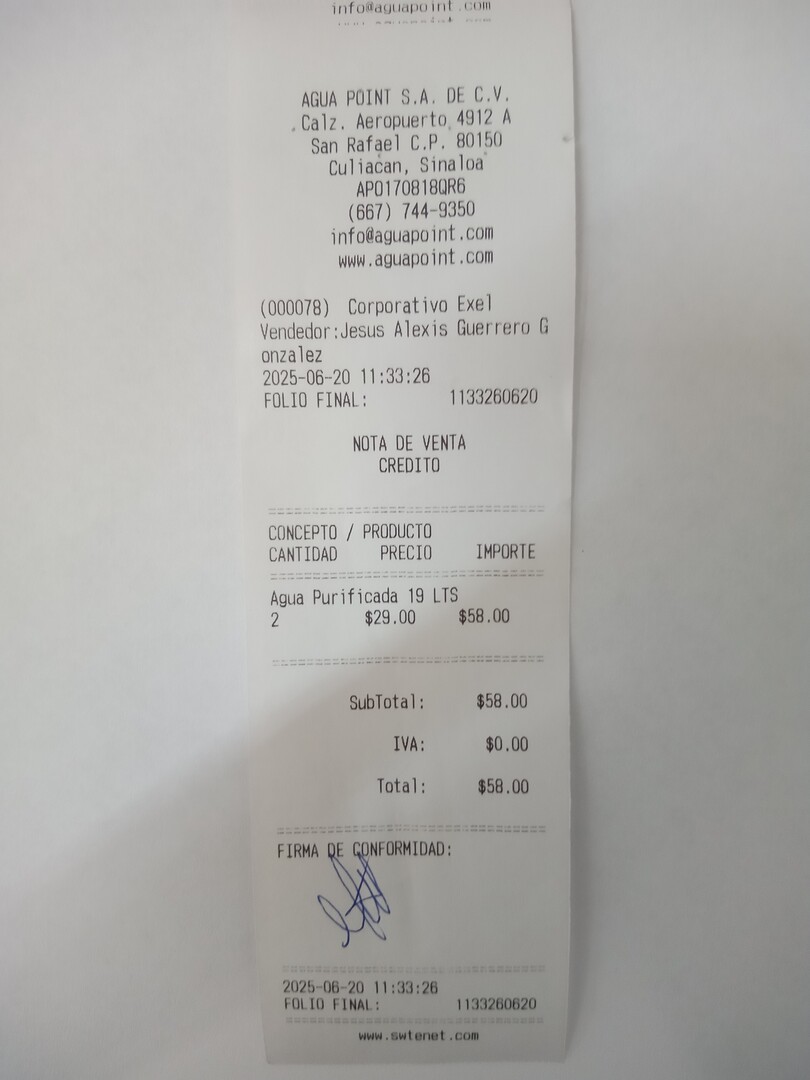 info@aguapoint.com
AGUA POINT S.A. DE C.V.
Calz. Aeropuerto 4912 A
San Rafael C.P. 80150
Culiacan, Sinaloa
APO170818QR6
(667) 744-9350
info@aguapoint.com
www.aguapoint.com
(000078) Corporativo Exel
Vendedor:Jesus Alexis Guerrero G
onzalez
2025-06-20 11:33:26
FOLIO FINAL: 1133260620
NOTA DE VENTA
CREDITO
CONCEPTO / PRODUCTO
CANTIDAD PRECIO IMPORTE
Agua Purificada 19 LTS
2 $29.00 $58.00
SubTotal: $58.00
IVA: $0.00
Total: $58.00
FIRMA DE CONFORMIDAD:
2025-06-20 11:33:26
FOLIO FINAL: 1133260620
www.swtenet.com